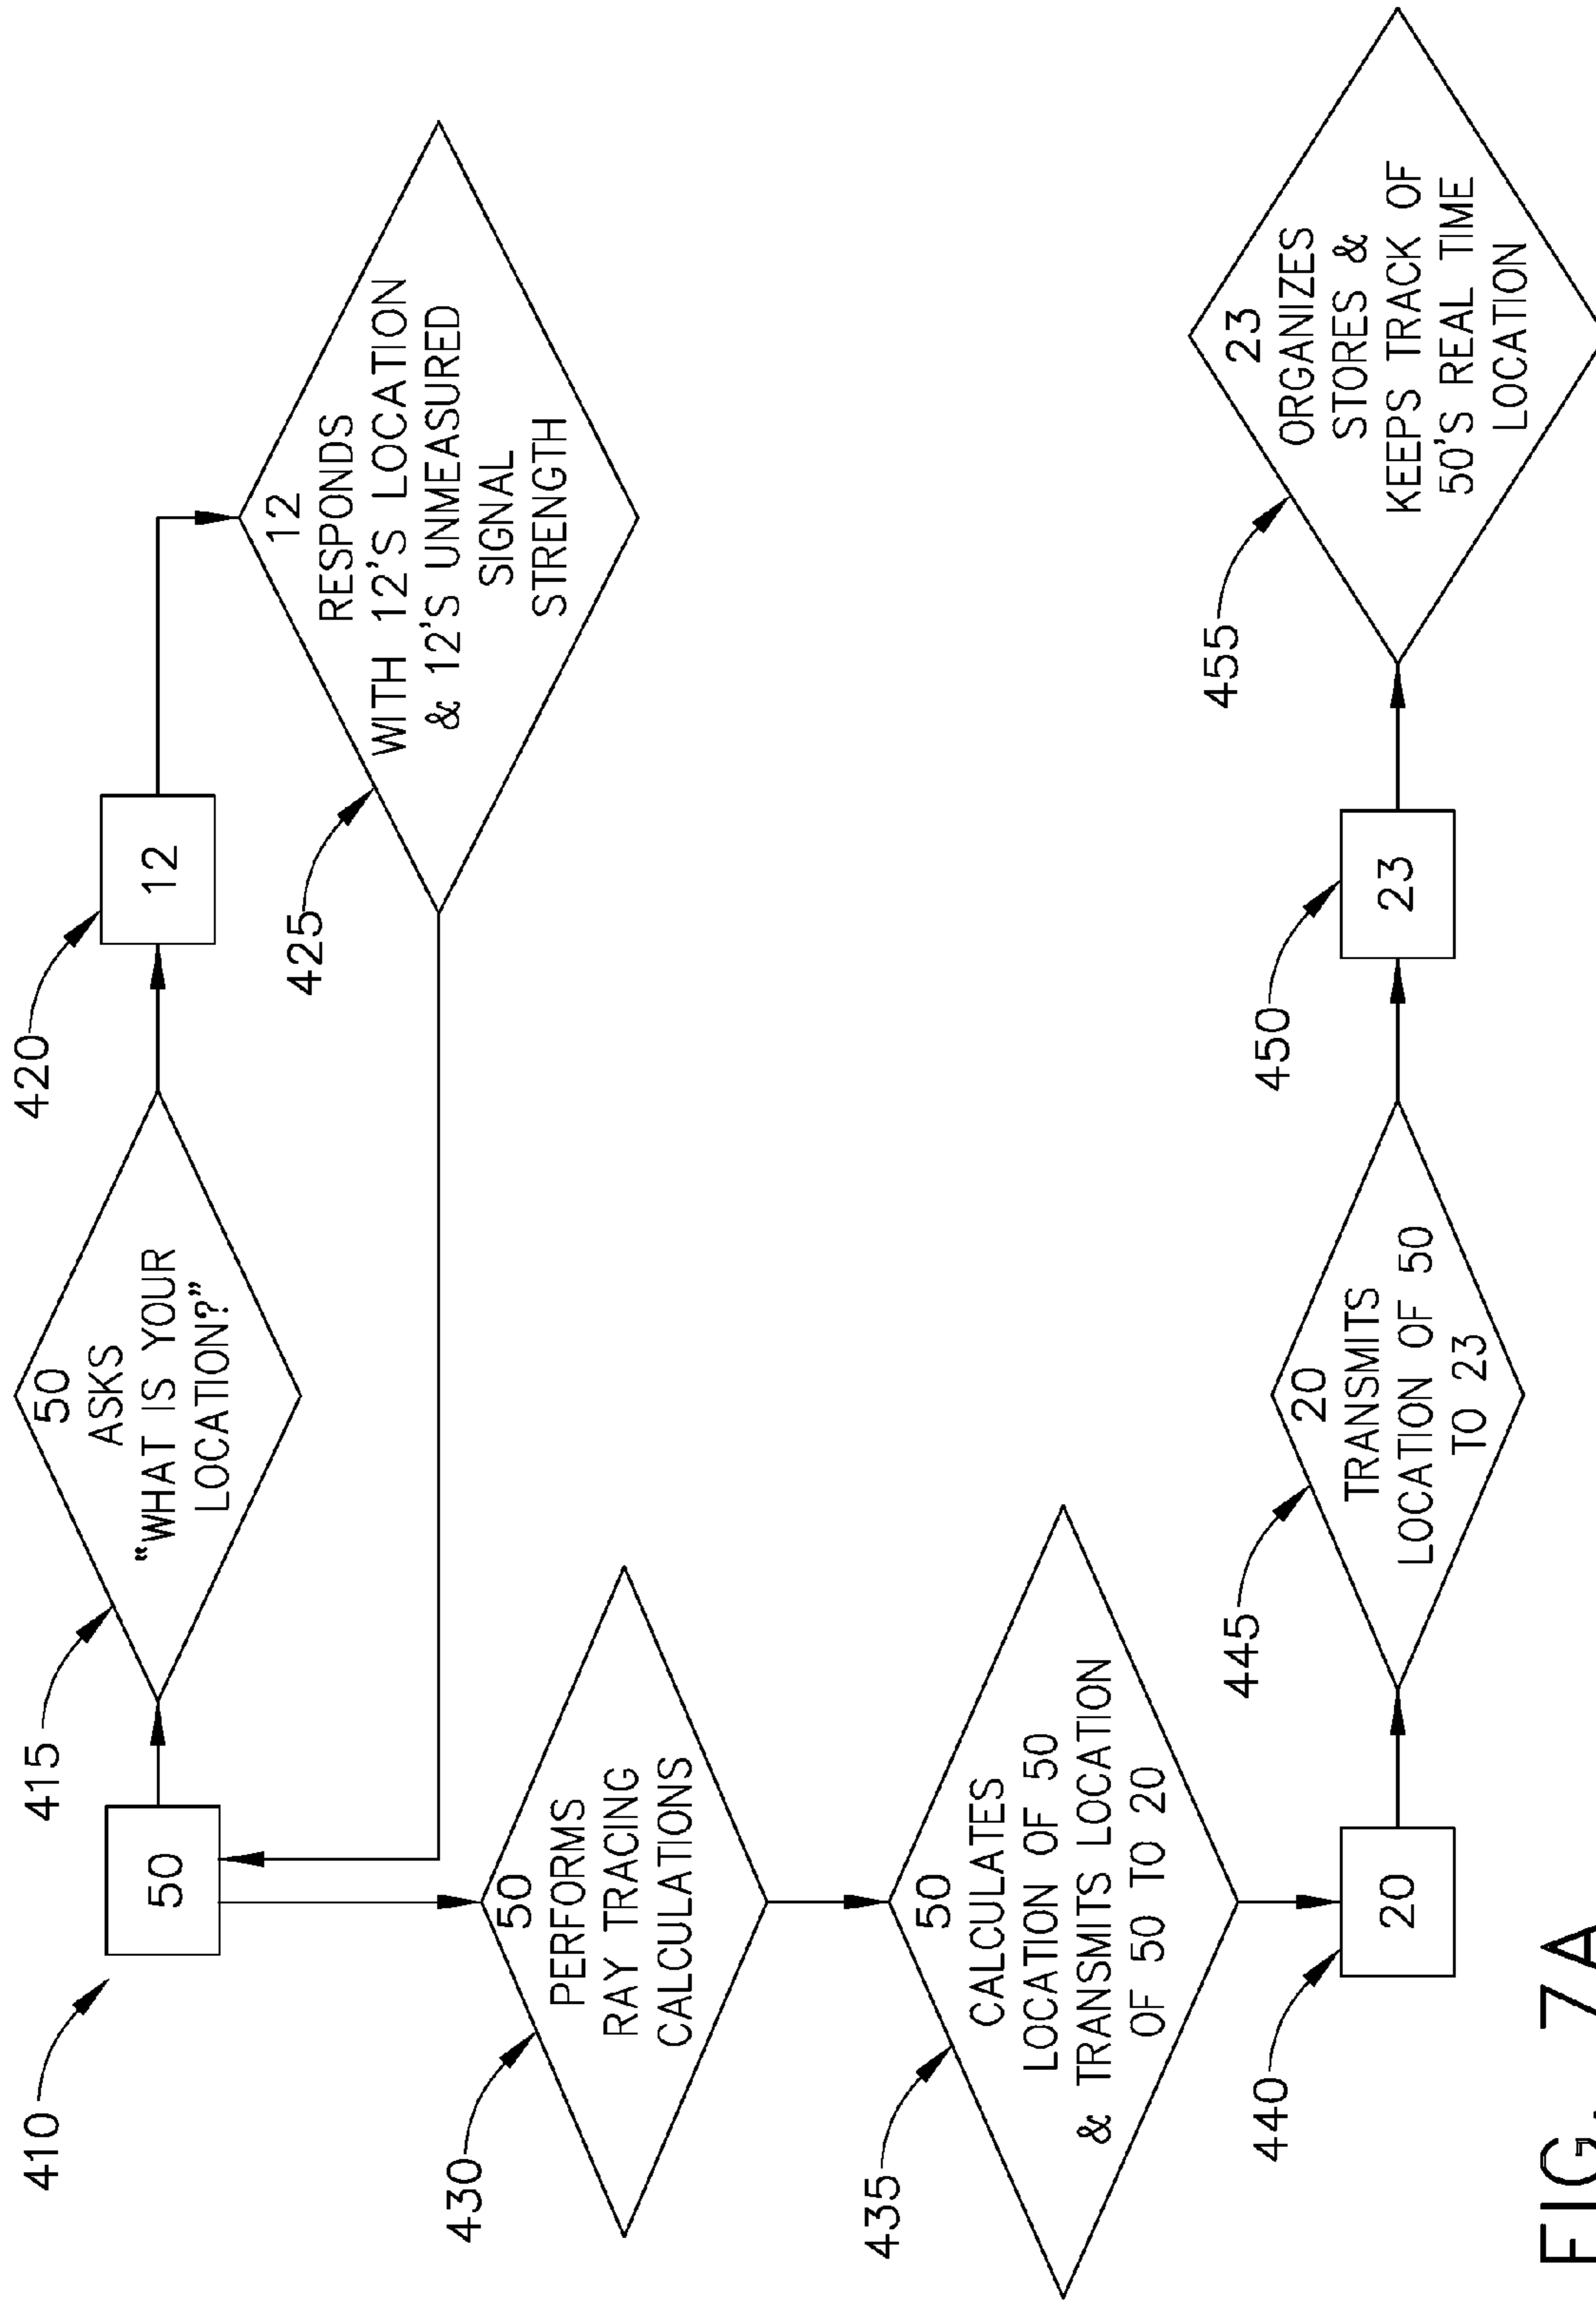 410
50
415
50
ASKS
"WHAT IS YOUR
LOCATION?"
420
12
425
12
RESPONDS
WITH 12'S LOCATION
& 12'S UNMEASURED
SIGNAL
STRENGTH
430
50
PERFORMS
RAY TRACING
CALCULATIONS
435
50
CALCULATES
LOCATION OF 50
& TRANSMITS LOCATION
OF 50 TO 20
440
20
445
20
TRANSMITS
LOCATION OF 50
TO 23
450
23
455
23
ORGANIZES
STORES &
KEEPS TRACK OF
50'S REAL TIME
LOCATION
FIG. 7A